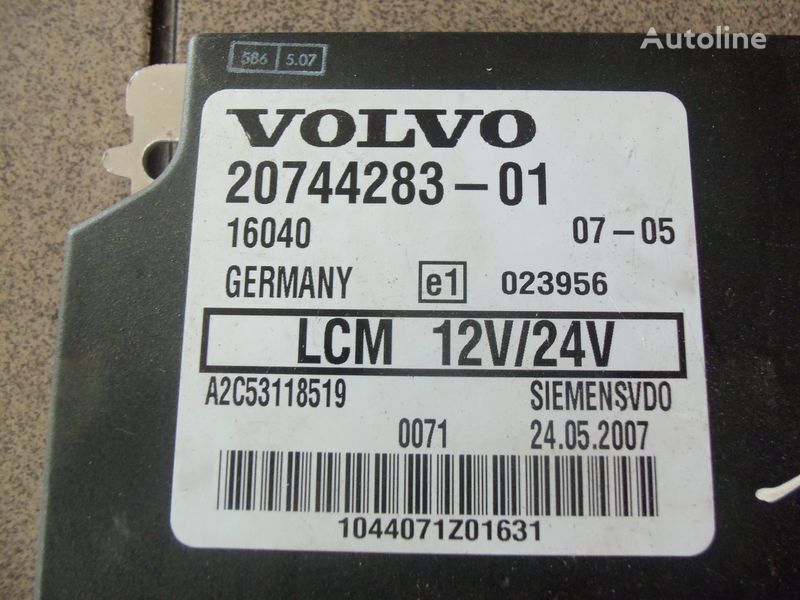 Autoline
586 5.07
VOLVO
20744283-01
16040 07-05
GERMANY e1 023956
LCM 12V/24V
A2C53118519 SIEMENSVDO
0071 24.05.2007
1044071Z01631